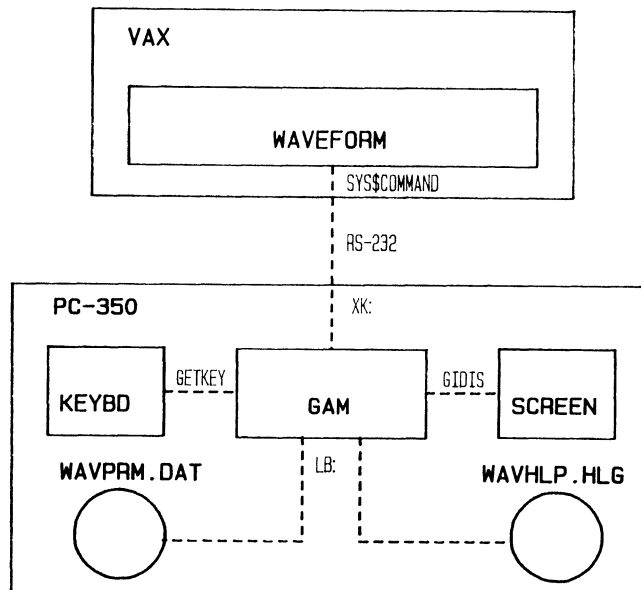 VAX
WAVEFORM
SYS$COMMAND
RS-232
PC-350
XK:
GETKEY
GIDIS
KEYBD
GAM
SCREEN
LB:
WAVPRM.DAT
WAVHLP.HLG